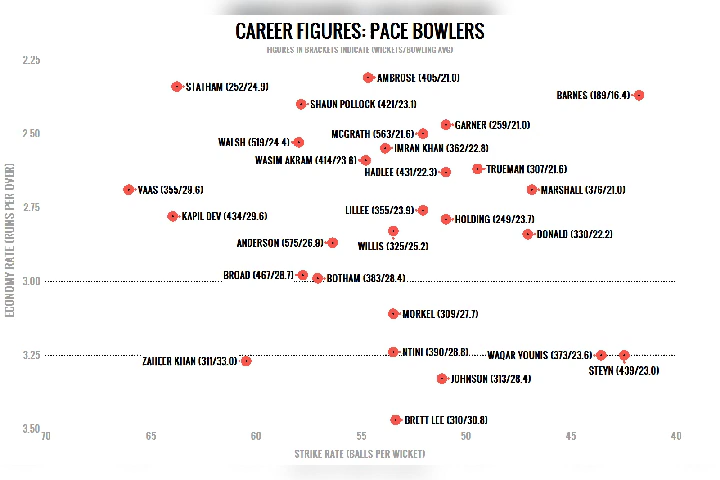 CAREER FIGURES: PACE BOWLERS
FIGURES IN BRACKETS INDICATE (WICKETS/BOWLING AVG)
2.25
AMBROSE (405/21.0)
STATHAM (252/24.9)
BARNES (189/16.4)
SHAUN POLLOCK (421/23.1)
GARNER (259/21.0)
2.50
MCGRATH (563/21.6)
WALSH (519/24.4)
IMRAN KHAN (362/22.8)
WASIM AKRAM (414/23.6)
HADLEE (431/22.3)
TRUEMAN (307/21.6)
VAAS (355/29.6)
MARSHALL (376/21.0)
2.75
LILLEE (355/23.9)
KAPIL DEV (434/29.6)
HOLDING (249/23.7)
DONALD (330/22.2)
ANDERSON (575/26.9)
WILLIS (325/25.2)
BROAD (467/28.7)
BOTHAM (383/28.4)
3.00
MORKEL (309/27.7)
3.25
NTINI (390/28.8)
WAQAR YOUNIS (373/23.6)
ZAHEER KHAN (311/33.0)
STEYN (439/23.0)
JOHNSON (313/28.4)
BRETT LEE (310/30.8)
3.50
70
65
60
55
50
45
40
STRIKE RATE (BALLS PER WICKET)
ECONOMY RATE (RUNS PER OVER)